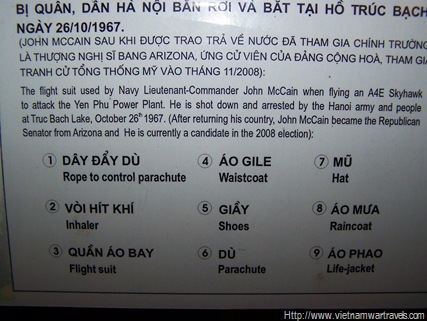 BỊ QUÂN, DÂN HÀ NỘI BẮN RƠI VÀ BẮT TẠI HỒ TRÚC BẠCH
NGÀY 26/10/1967.
(JOHN MCCAIN SAU KHI ĐƯỢC TRAO TRẢ VỀ NƯỚC ĐÃ THAM GIA CHÍNH TRƯỜNG
LÀ THƯỢNG NGHỊ SĨ BANG ARIZONA, ỨNG CỬ VIÊN CỦA ĐẢNG CỘNG HOÀ, THAM GIA
TRANH CỬ TỔNG THỐNG MỸ VÀO THÁNG 11/2008):
The flight suit used by Navy Lieutenant-Commander John McCain when flying an A4E Skyhawk
to attack the Yen Phu Power Plant. He is shot down and arrested by the Hanoi army and people
at Truc Bach Lake, October 26th 1967. (After returning his country, John McCain became the Republican
Senator from Arizona and He is currently a candidate in the 2008 election):
1 DÂY ĐẨY DÙ
Rope to control parachute
2 VÒI HÍT KHÍ
Inhaler
3 QUẦN ÁO BAY
Flight suit
4 ÁO GILE
Waistcoat
5 GIẦY
Shoes
6 DÙ
Parachute
7 MŨ
Hat
8 ÁO MƯA
Raincoat
9 ÁO PHAO
Life-jacket
http://www.vietnamwartravels.com